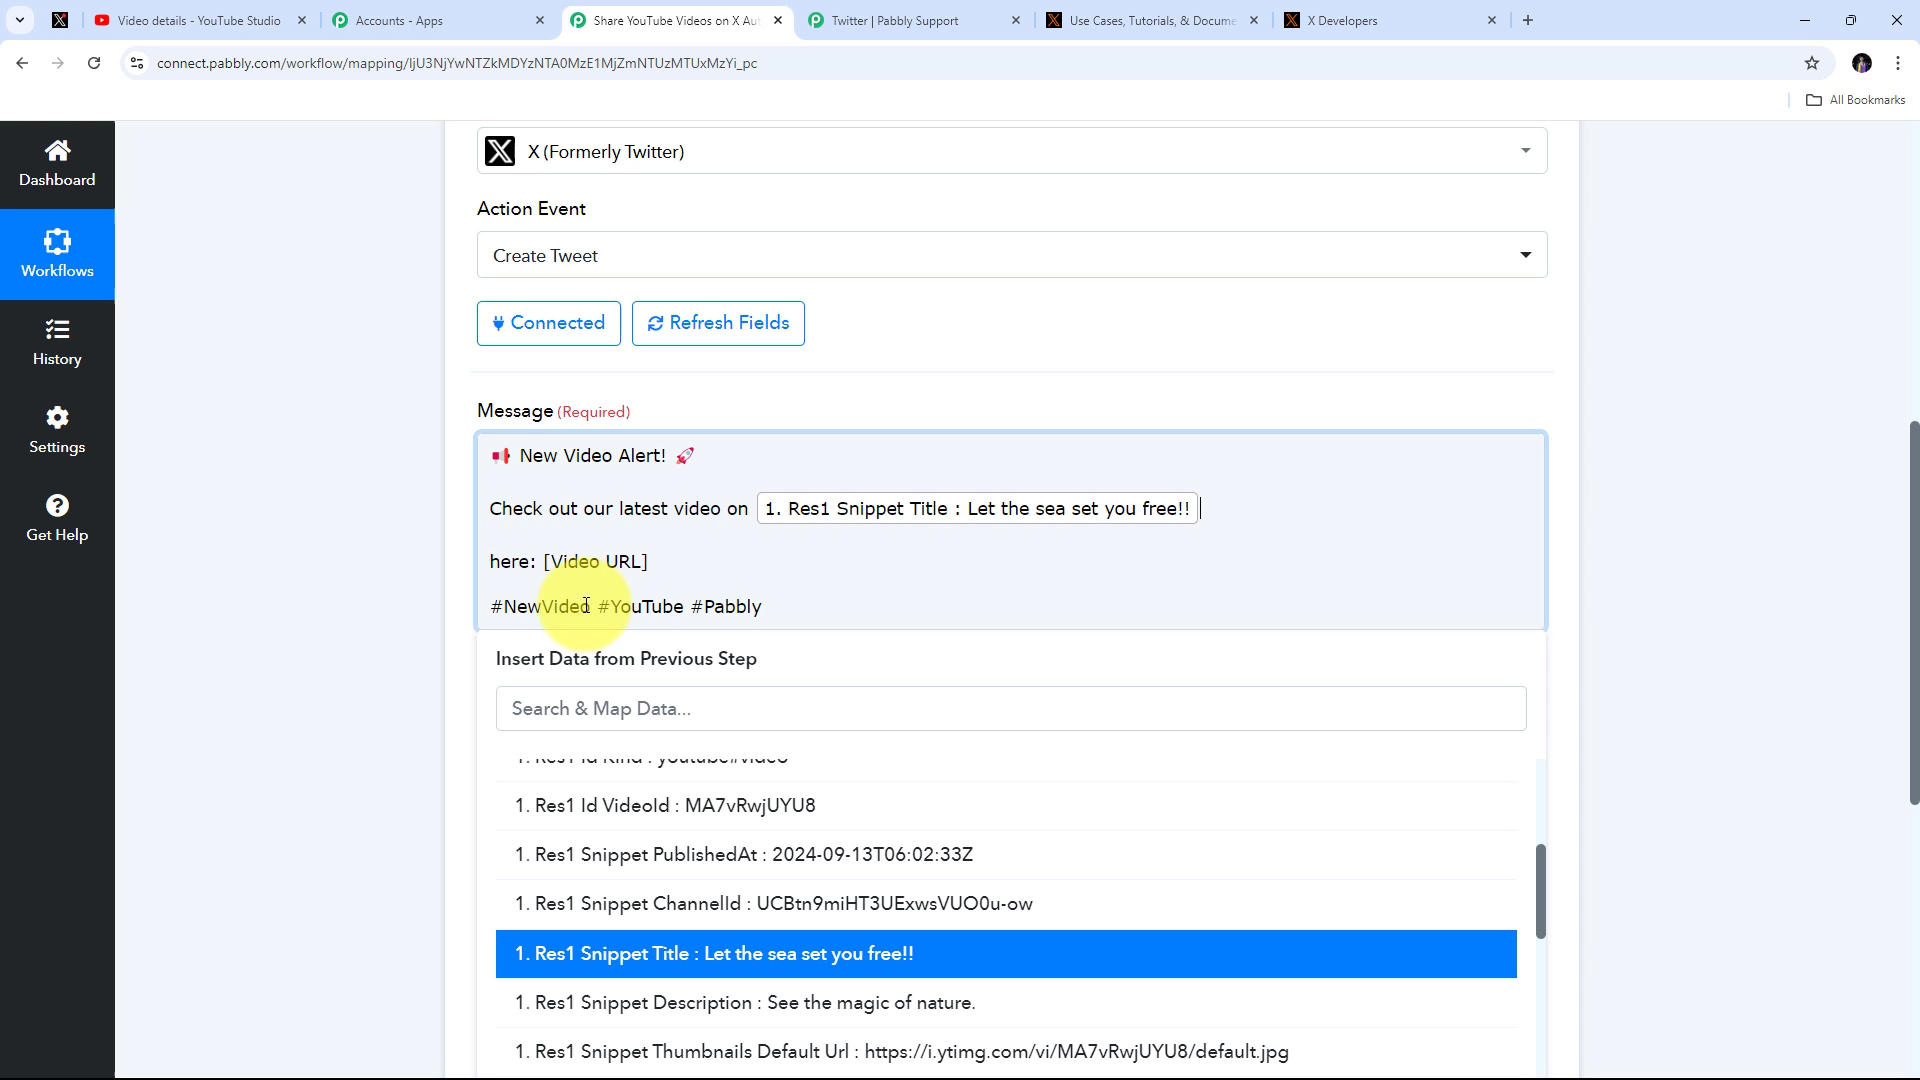 Video details - YouTube Studio
Accounts - Apps
Share YouTube Videos on X Aut
Twitter | Pabbly Support
Use Cases, Tutorials, & Docume
X Developers
connect.pabbly.com/workflow/mapping/IjU3NjYwNTZkMDYzNTA0MzE1MjZmNTUzMTUxMzYi_pc
All Bookmarks
Dashboard
Workflows
History
Settings
Get Help
X (Formerly Twitter)
Action Event
Create Tweet
Connected
Refresh Fields
Message (Required)
📢 New Video Alert! 🚀
Check out our latest video on 1. Res1 Snippet Title : Let the sea set you free!!
here: [Video URL]
#NewVideo #YouTube #Pabbly
Insert Data from Previous Step
Search & Map Data...
1. Res1 Id Kind : youtube#video
1. Res1 Id VideoId : MA7vRwjUYU8
1. Res1 Snippet PublishedAt : 2024-09-13T06:02:33Z
1. Res1 Snippet ChannelId : UCBtn9miHT3UExwsVUO0u-ow
1. Res1 Snippet Title : Let the sea set you free!!
1. Res1 Snippet Description : See the magic of nature.
1. Res1 Snippet Thumbnails Default Url : https://i.ytimg.com/vi/MA7vRwjUYU8/default.jpg